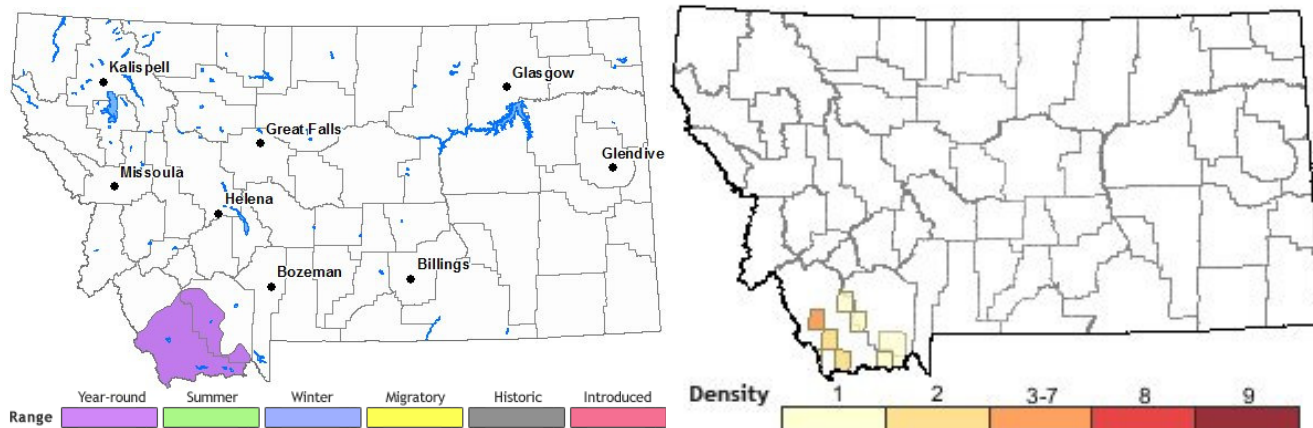 Kalispell
Glasgow
Great Falls
Glendive
Missoula
Helena
Bozeman
Billings
Range Year-round Summer Winter Migratory Historic Introduced
Density 1 2 3-7 8 9